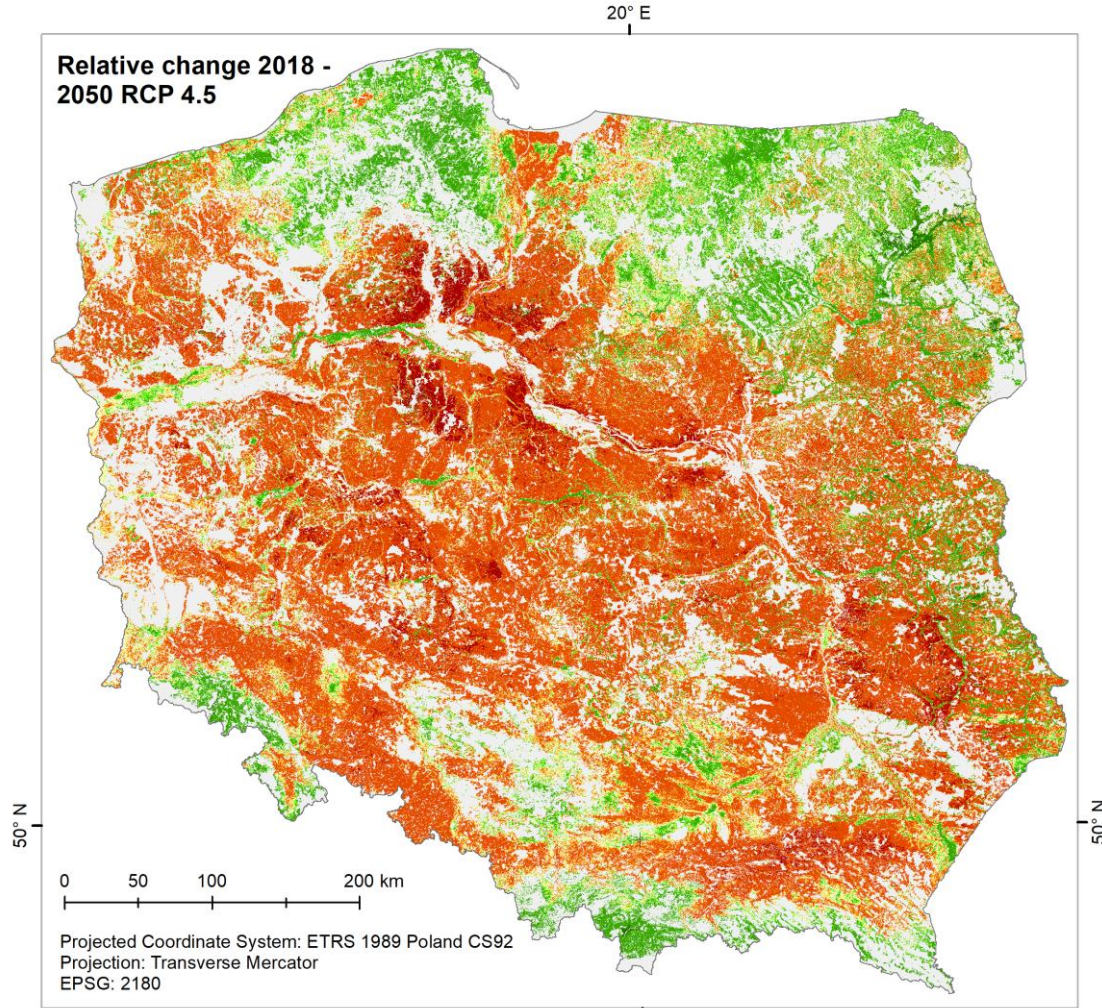 20° E
Relative change 2018 -
2050 RCP 4.5
50° N
50° N
0 50 100 200 km
Projected Coordinate System: ETRS 1989 Poland CS92
Projection: Transverse Mercator
EPSG: 2180